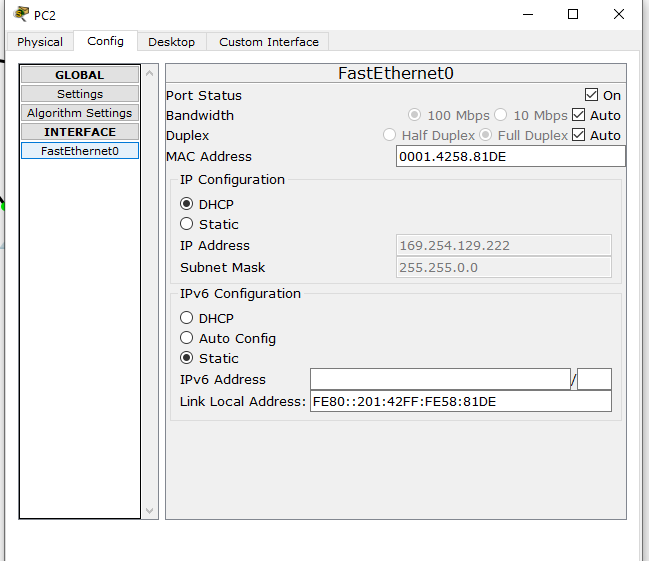 PC2
Physical Config Desktop Custom Interface
GLOBAL
Settings
Algorithm Settings
INTERFACE
FastEthernet0
FastEthernet0
Port Status On
Bandwidth 100 Mbps 10 Mbps Auto
Duplex Half Duplex Full Duplex Auto
MAC Address 0001.4258.81DE
IP Configuration
DHCP
Static
IP Address 169.254.129.222
Subnet Mask 255.255.0.0
IPv6 Configuration
DHCP
Auto Config
Static
IPv6 Address /
Link Local Address: FE80::201:42FF:FE58:81DE